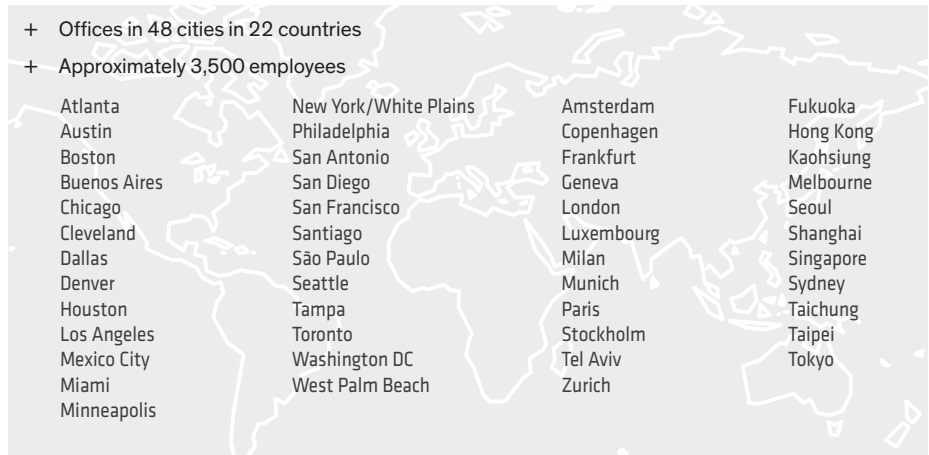 + Offices in 48 cities in 22 countries
+ Approximately 3,500 employees
Atlanta
Austin
Boston
Buenos Aires
Chicago
Cleveland
Dallas
Denver
Houston
Los Angeles
Mexico City
Miami
Minneapolis
New York/White Plains
Philadelphia
San Antonio
San Diego
San Francisco
Santiago
São Paulo
Seattle
Tampa
Toronto
Washington DC
West Palm Beach
Amsterdam
Copenhagen
Frankfurt
Geneva
London
Luxembourg
Milan
Munich
Paris
Stockholm
Tel Aviv
Zurich
Fukuoka
Hong Kong
Kaohsiung
Melbourne
Seoul
Shanghai
Singapore
Sydney
Taichung
Taipei
Tokyo